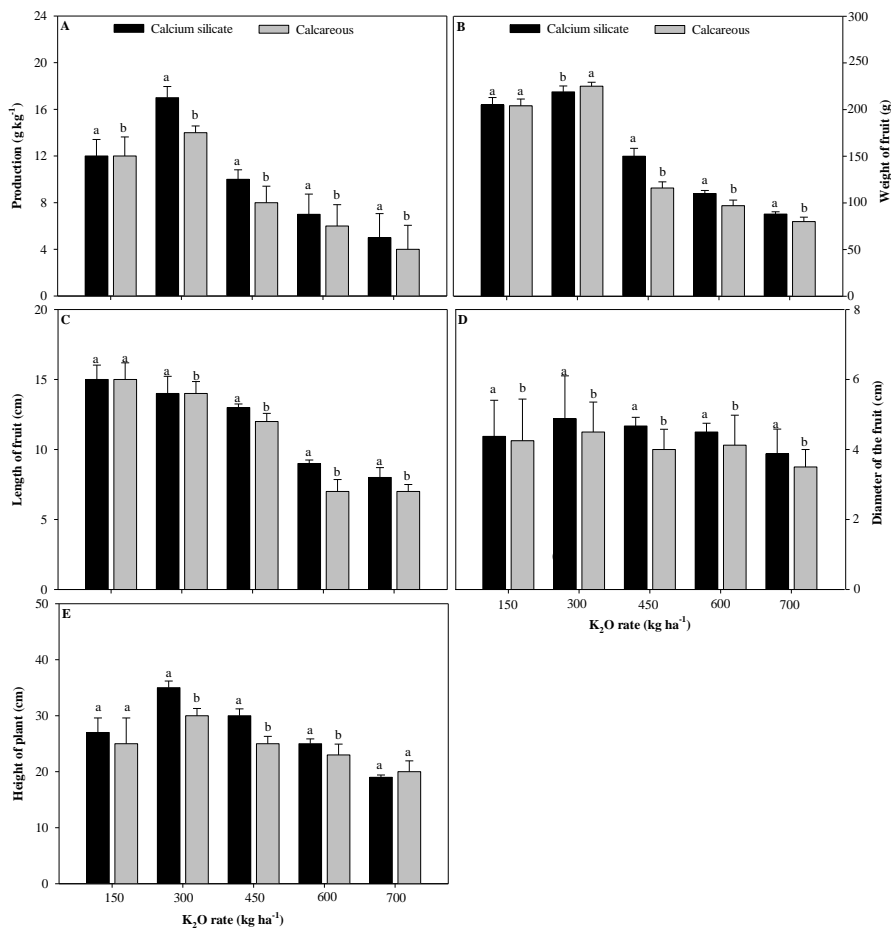 A
Calcium silicate
Calcareous
Production (g kg⁻¹)
24
20
16
12
8
4
0
a b a b a b a b a b
B
Calcium silicate
Calcareous
Weight of fruit (g)
300
250
200
150
100
50
0
a a b a a b a b a b
C
Length of fruit (cm)
20
15
10
5
0
a a a b a b a b a b
D
Diameter of the fruit (cm)
8
6
4
2
0
a b a b a b a b a b
150 300 450 600 700
K₂O rate (kg ha⁻¹)
E
Height of plant (cm)
50
40
30
20
10
0
a a a b a b a b a a
150 300 450 600 700
K₂O rate (kg ha⁻¹)